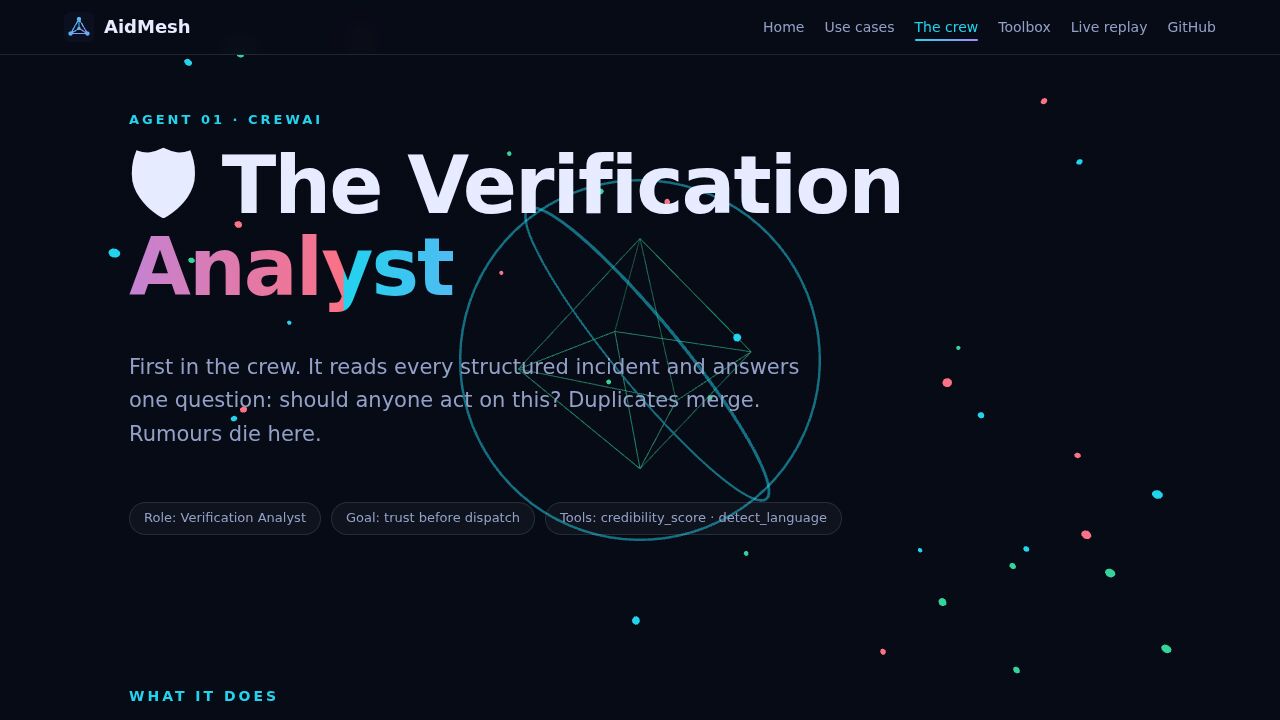 AidMesh
Home
Use cases
The crew
Toolbox
Live replay
GitHub
AGENT 01 · CREWAI
The Verification
Analyst
First in the crew. It reads every structured incident and answers
one question: should anyone act on this? Duplicates merge.
Rumours die here.
Role: Verification Analyst
Goal: trust before dispatch
Tools: credibility_score · detect_language
WHAT IT DOES